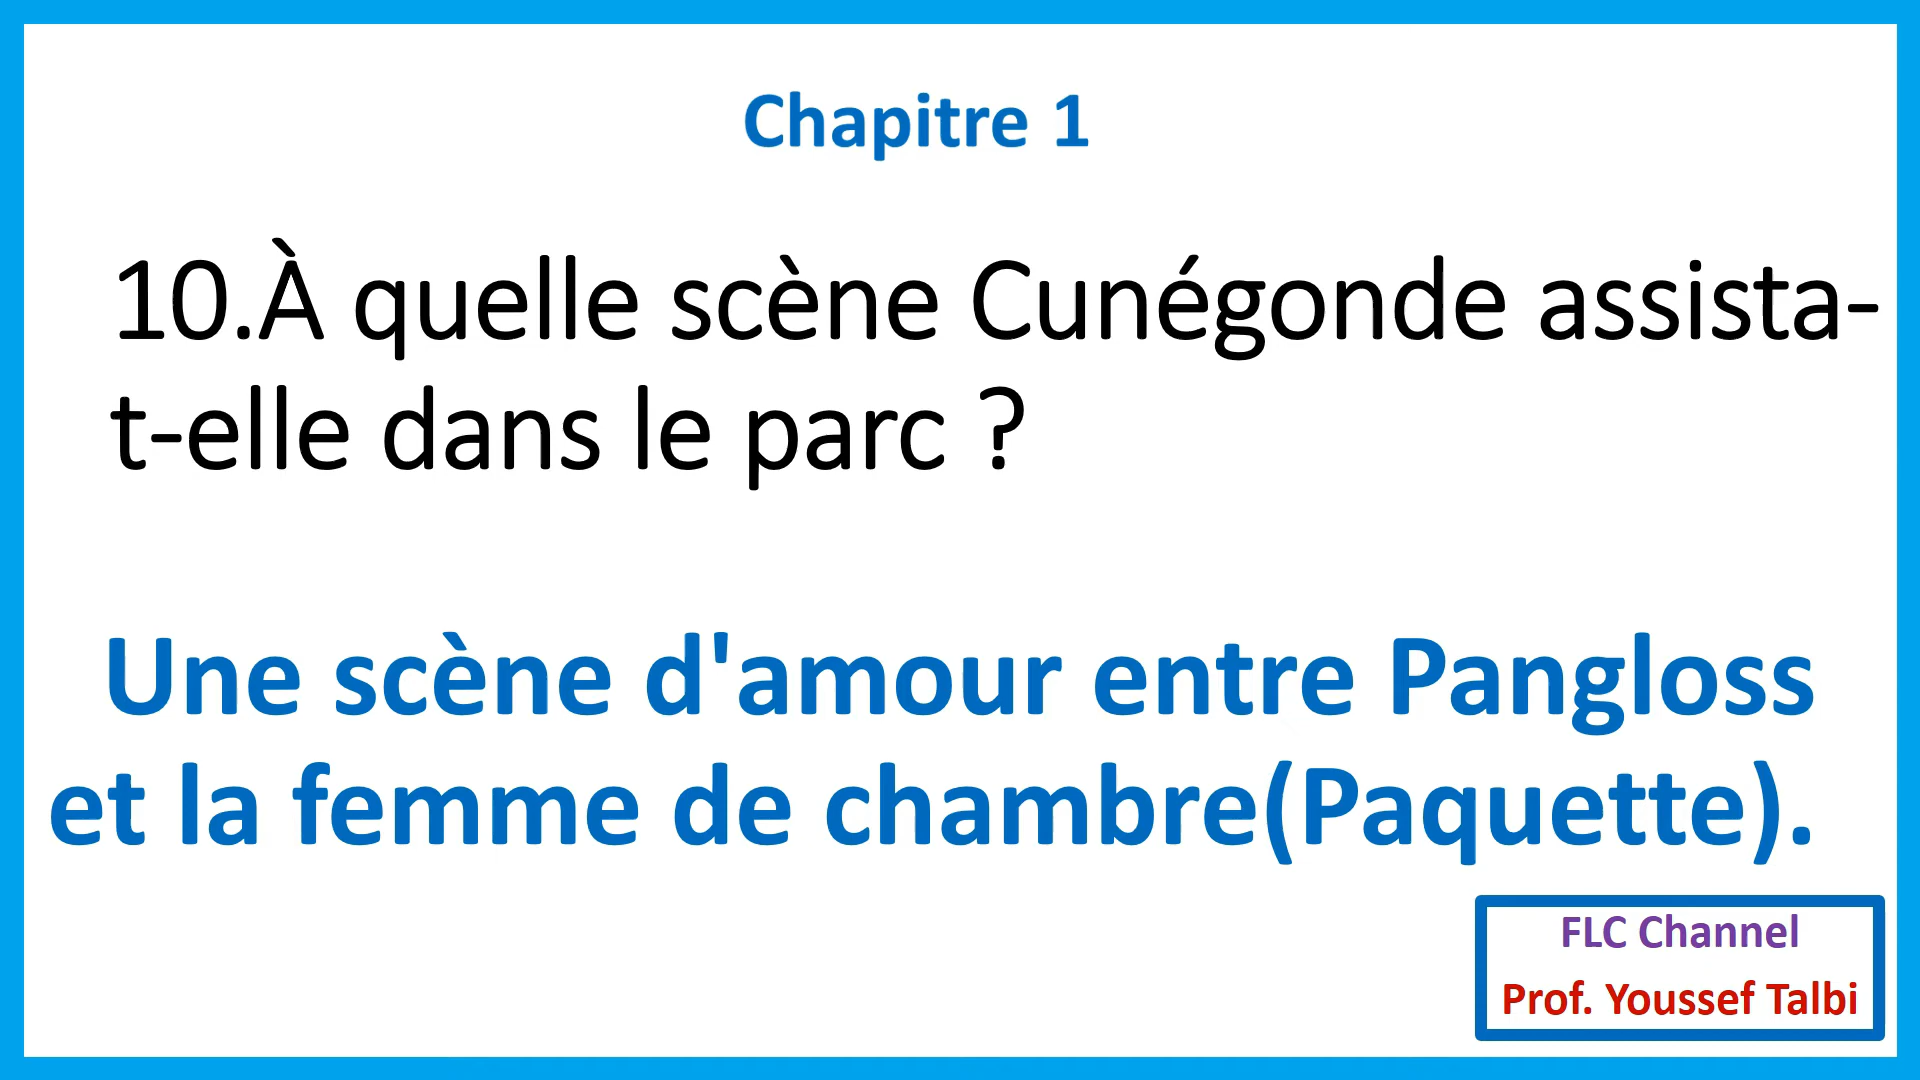 Chapitre 1
10.À quelle scène Cunégonde assista-
t-elle dans le parc ?
Une scène d'amour entre Pangloss
et la femme de chambre(Paquette).
FLC Channel
Prof. Youssef Talbi